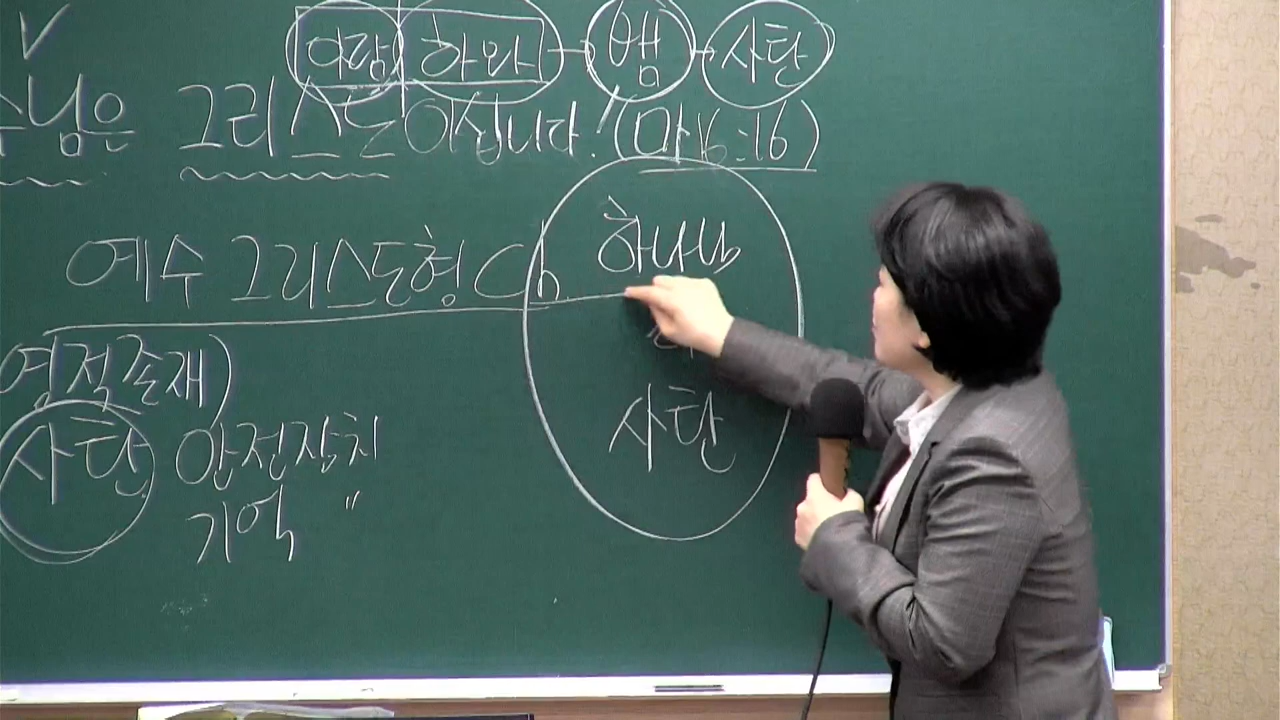 아담 하와 뱀 사탄
수님은 그리스도이십니다! (마16:16)
예수 그리스도형 Ch
하나님
영적존재)
사탄
사탄 안전장치
기억 〃